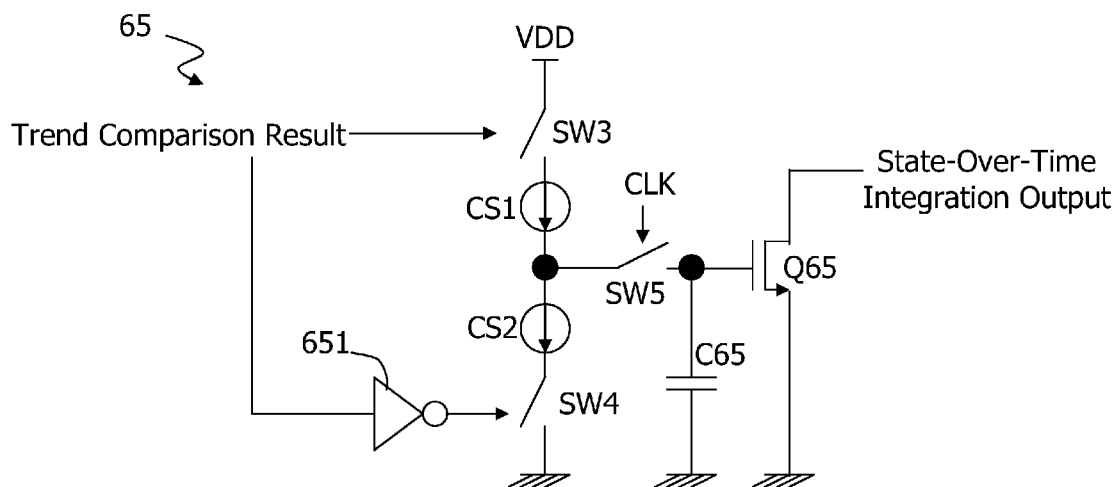 65
VDD
Trend Comparison Result
SW3
State-Over-Time
Integration Output
CS1
CLK
SW5
Q65
CS2
651
C65
SW4